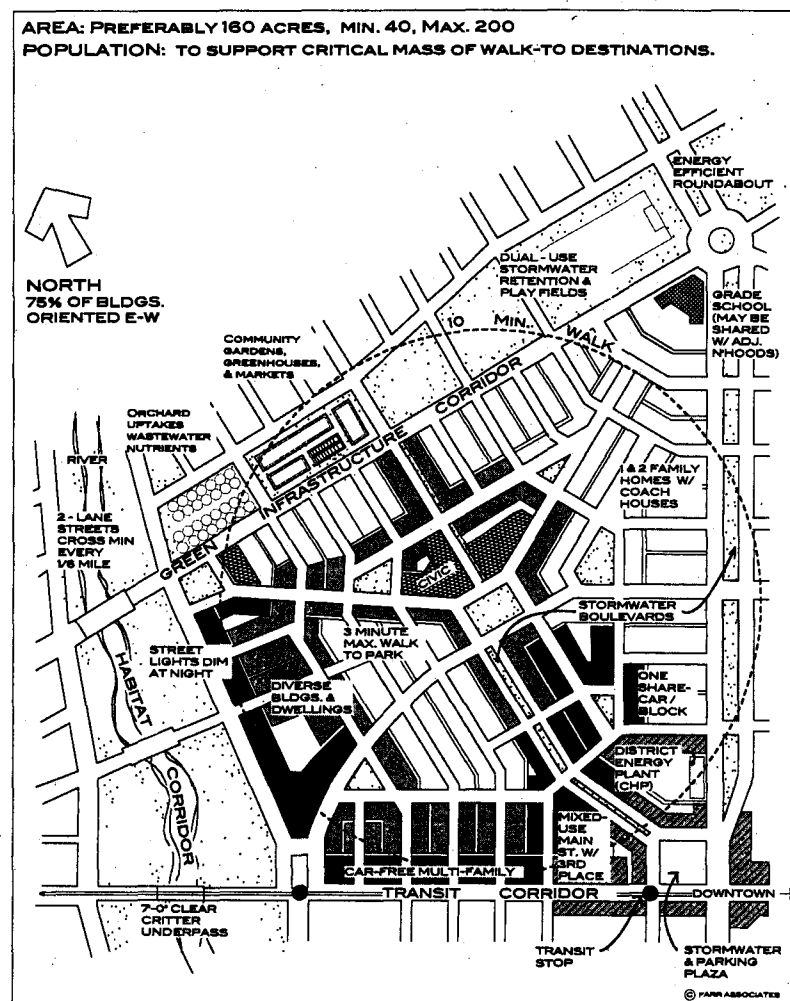 AREA: PREFERABLY 160 ACRES, MIN. 40, MAX. 200
POPULATION: TO SUPPORT CRITICAL MASS OF WALK-TO DESTINATIONS.
ENERGY
EFFICIENT
ROUNDABOUT
NORTH
75% OF BLDGS.
ORIENTED E-W
DUAL-USE
STORMWATER
RETENTION &
PLAY FIELDS
GRADE
SCHOOL
(MAY BE
SHARED
W/ ADJ.
N'HOODS)
10 MIN. WALK
COMMUNITY
GARDENS,
GREENHOUSES,
& MARKETS
ORCHARD
UPTAKES
WASTEWATER
NUTRIENTS
GREEN INFRASTRUCTURE CORRIDOR
RIVER
2-LANE
STREETS
CROSS MIN
EVERY
1/8 MILE
1 & 2 FAMILY
HOMES W/
COACH
HOUSES
CIVIC
STORMWATER
BOULEVARDS
3 MINUTE
MAX. WALK
TO PARK
STREET
LIGHTS DIM
AT NIGHT
HABITAT CORRIDOR
DIVERSE
BLDGS. &
DWELLINGS
ONE
SHARE-
CAR/
BLOCK
DISTRICT
ENERGY
PLANT
(CHP)
MIXED-
USE MAIN
ST. W/
3RD
PLACE
CAR-FREE MULTI-FAMILY
TRANSIT CORRIDOR
DOWNTOWN
7'-0" CLEAR
CRITTER
UNDERPASS
TRANSIT
STOP
STORMWATER
& PARKING
PLAZA
© FARR ASSOCIATES